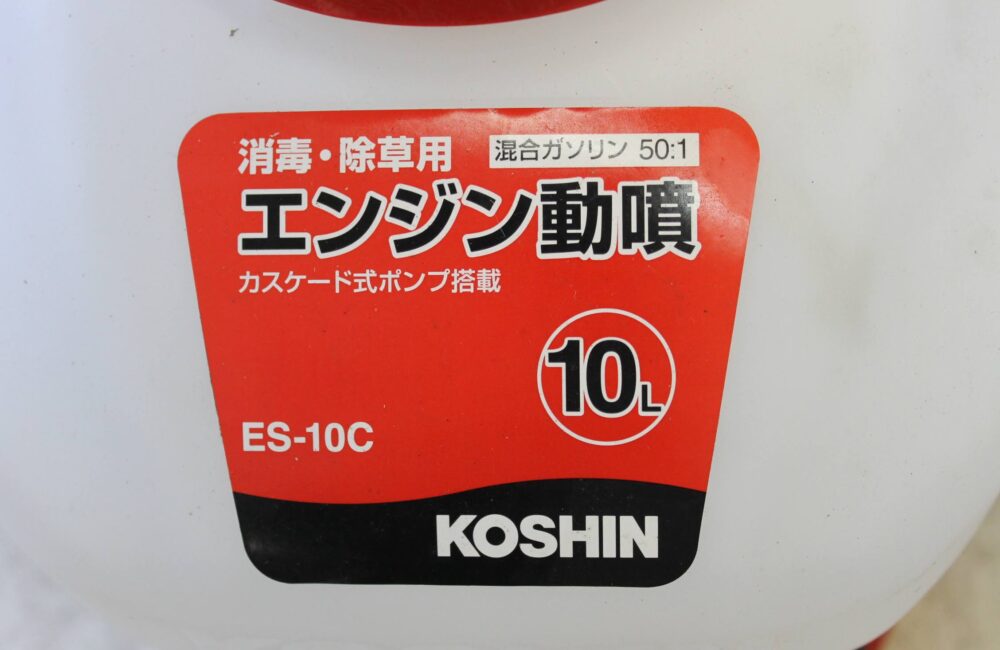 消毒・除草用 混合ガソリン 50:1
エンジン動噴
カスケード式ポンプ搭載
10L
ES-10C
KOSHIN